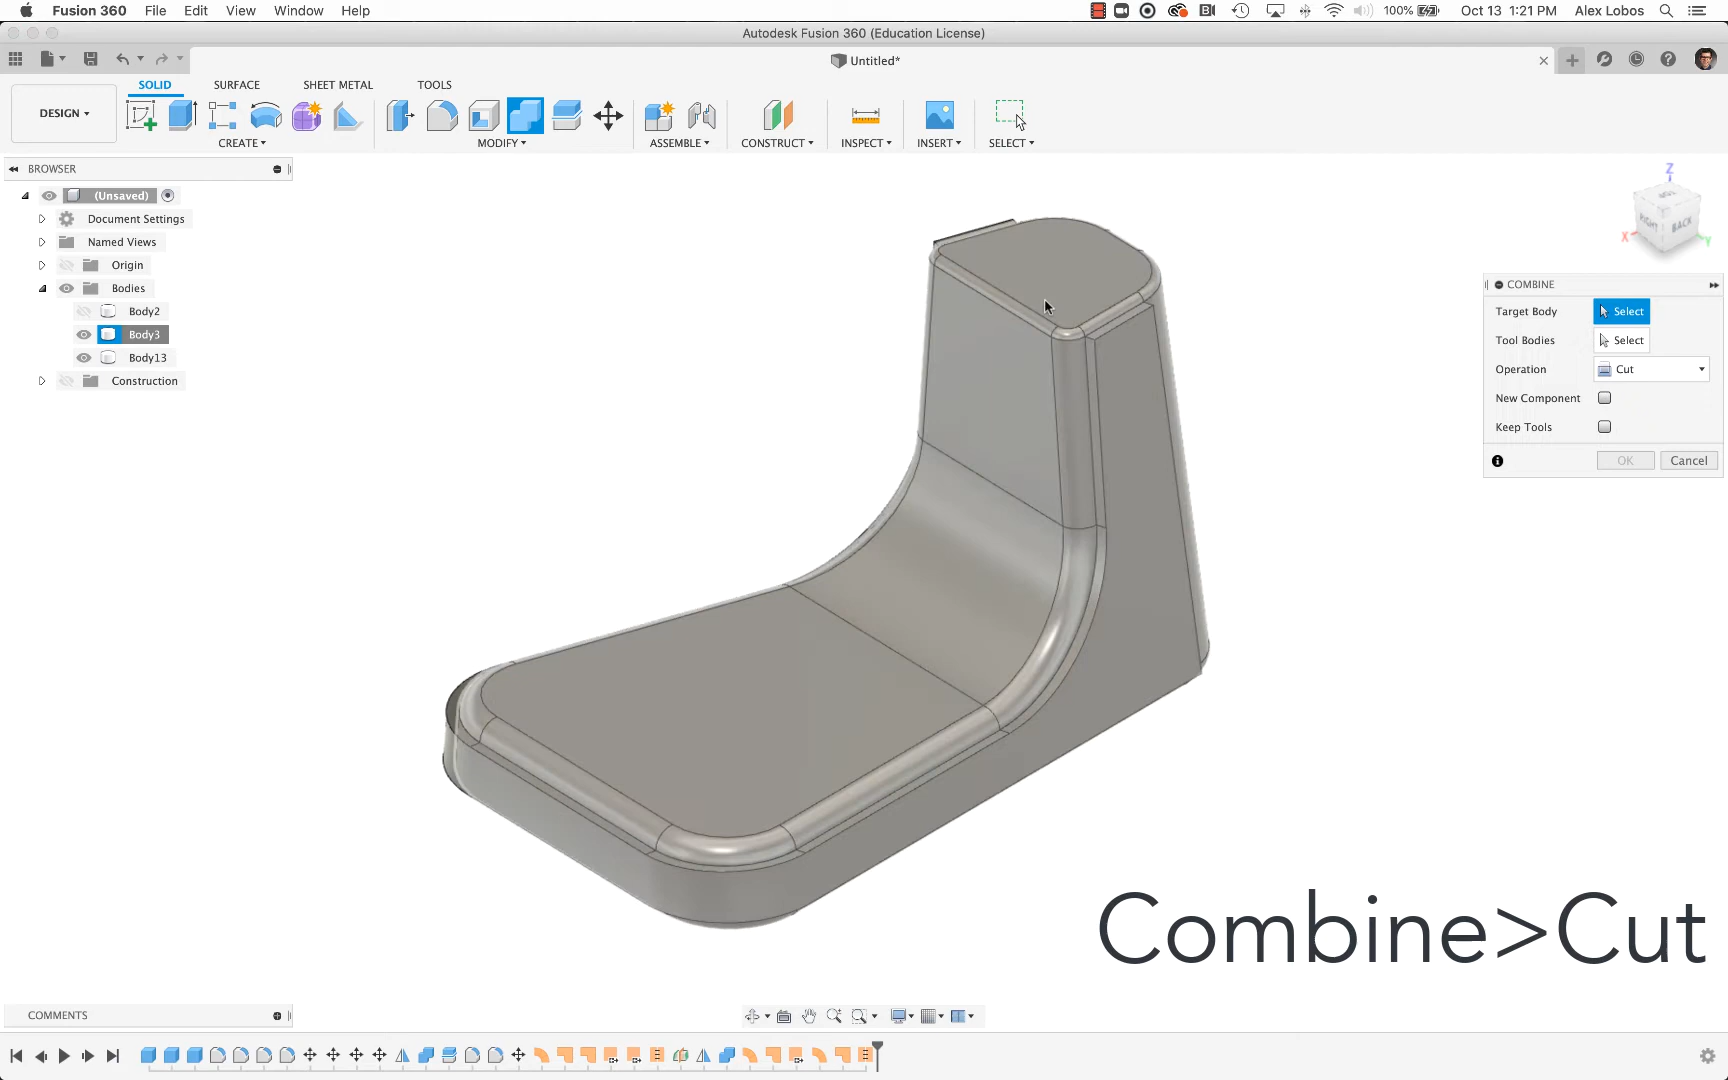 Fusion 360 File Edit View Window Help 100% Oct 13 1:21 PM Alex Lobos
Autodesk Fusion 360 (Education License)
Untitled*
SOLID SURFACE SHEET METAL TOOLS
DESIGN
CREATE MODIFY ASSEMBLE CONSTRUCT INSPECT INSERT SELECT
BROWSER
(Unsaved)
Document Settings
Named Views
Origin
Bodies
Body2
Body3
Body13
Construction
Z
RIGHT BACK
X Y
COMBINE
Target Body Select
Tool Bodies Select
Operation Cut
New Component
Keep Tools
OK Cancel
Combine>Cut
COMMENTS